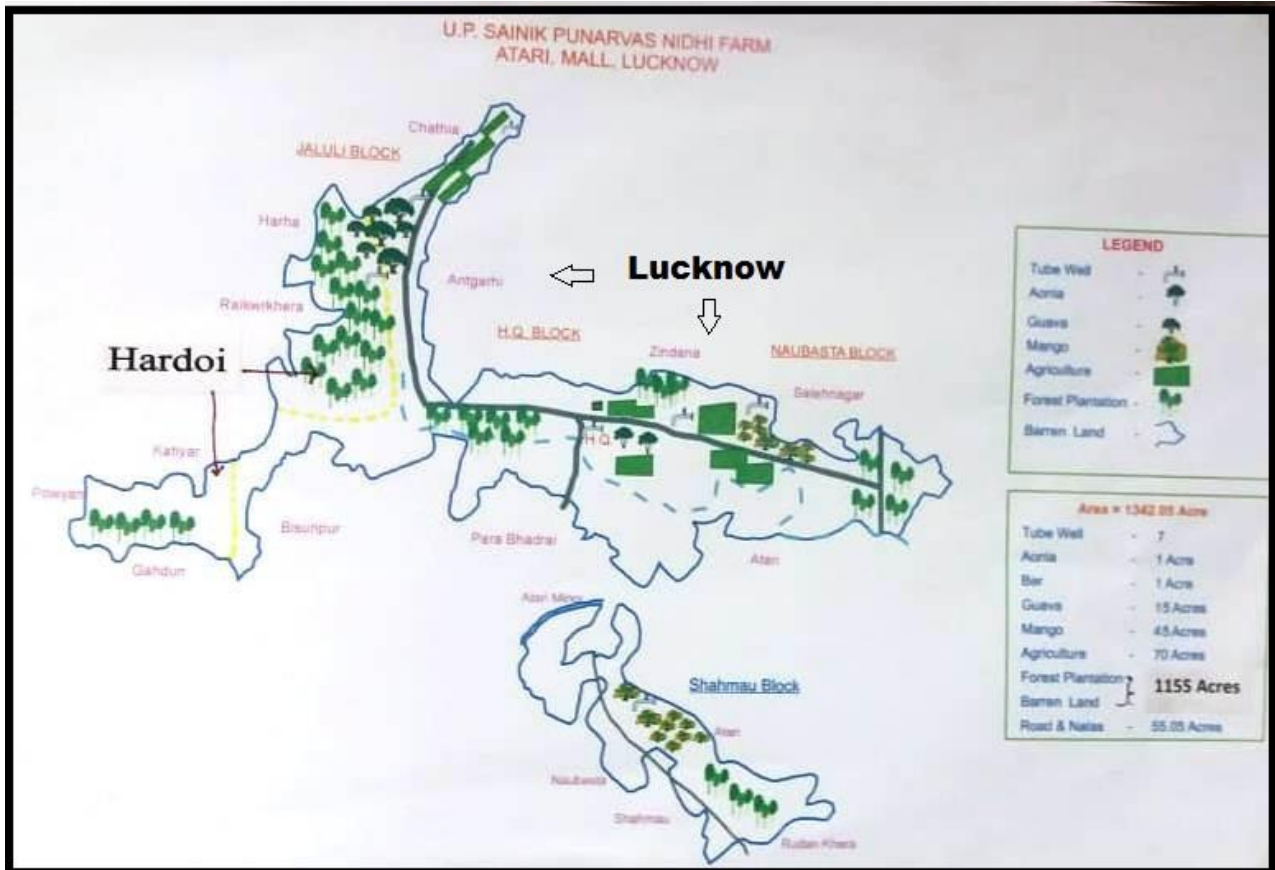 U.P. SAINIK PUNARVAS NIDHI FARM
ATARI, MALL, LUCKNOW
Chathia
JALULI BLOCK
Harha
Lucknow
Antgarhi
Raikwrkhera
H.Q. BLOCK
Zindana
NAUBASTA BLOCK
Hardoi
Salehnagar
H.Q.
Katiyar
Powyan
Bisunpur
Para Bhadrai
Atari
Gahdurr
Atari Minor
Shahmau Block
Atari
Naubasta
Shahmau
Rudan Khera
LEGEND
Tube Well -
Aonla -
Guava -
Mango -
Agriculture -
Forest Plantation -
Barren Land -
Area = 1342.05 Acre
Tube Well - 7
Aonla - 1 Acre
Ber - 1 Acre
Guava - 15 Acres
Mango - 45 Acres
Agriculture - 70 Acres
Forest Plantation
1155 Acres
Barren Land
Road & Nalas - 55.05 Acres